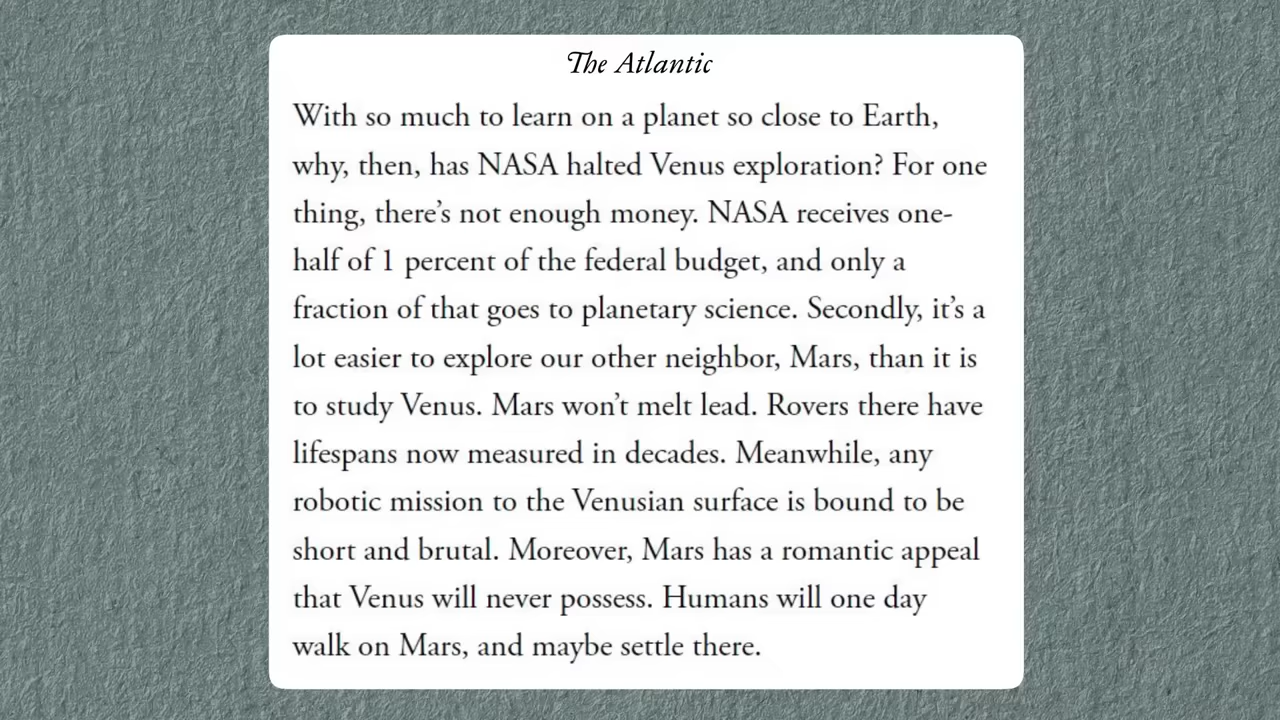 The Atlantic
With so much to learn on a planet so close to Earth,
why, then, has NASA halted Venus exploration? For one
thing, there’s not enough money. NASA receives one-
half of 1 percent of the federal budget, and only a
fraction of that goes to planetary science. Secondly, it’s a
lot easier to explore our other neighbor, Mars, than it is
to study Venus. Mars won’t melt lead. Rovers there have
lifespans now measured in decades. Meanwhile, any
robotic mission to the Venusian surface is bound to be
short and brutal. Moreover, Mars has a romantic appeal
that Venus will never possess. Humans will one day
walk on Mars, and maybe settle there.